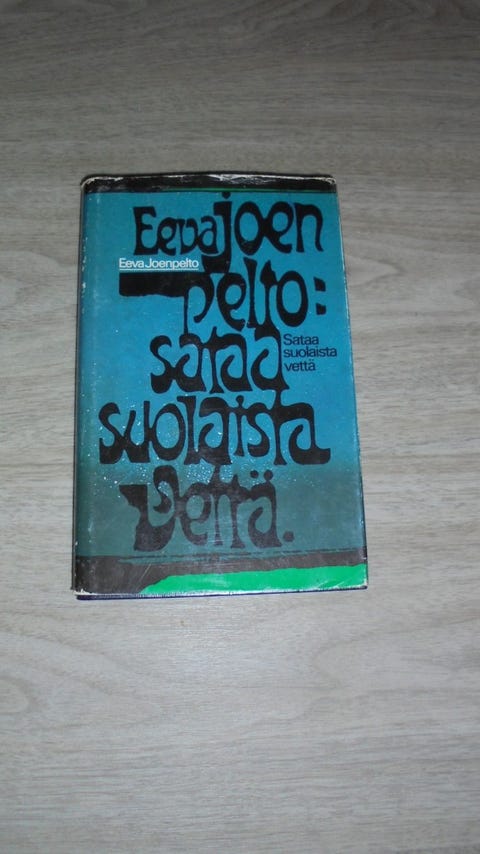 Eeva joen
Eeva Joenpelto
pelto:
sataa
Sataa
suolaista
vettä
suolaista
vettä.